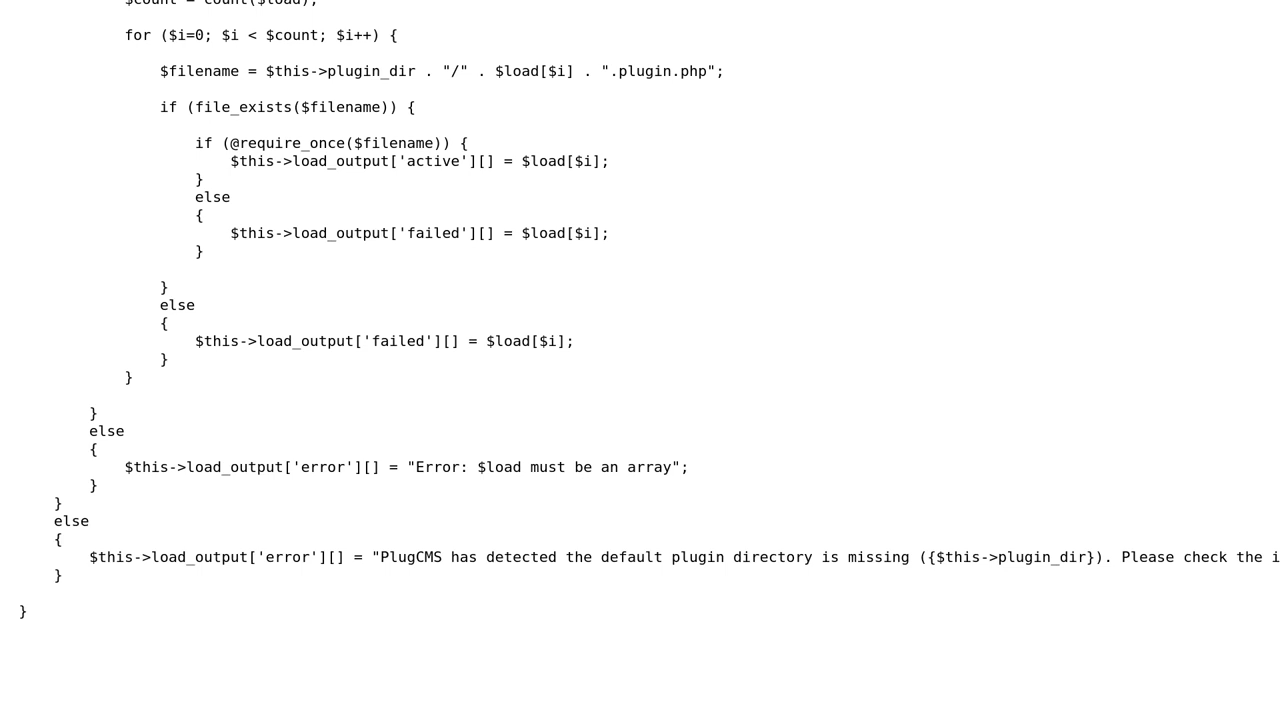 $count = count($load);
for ($i=0; $i < $count; $i++) {
$filename = $this->plugin_dir . "/" . $load[$i] . ".plugin.php";
if (file_exists($filename)) {
if (@require_once($filename)) {
$this->load_output['active'][] = $load[$i];
}
else
{
$this->load_output['failed'][] = $load[$i];
}
}
else
{
$this->load_output['failed'][] = $load[$i];
}
}
}
else
{
$this->load_output['error'][] = "Error: $load must be an array";
}
}
else
{
$this->load_output['error'][] = "PlugCMS has detected the default plugin directory is missing ({$this->plugin_dir}). Please check the i
}
}